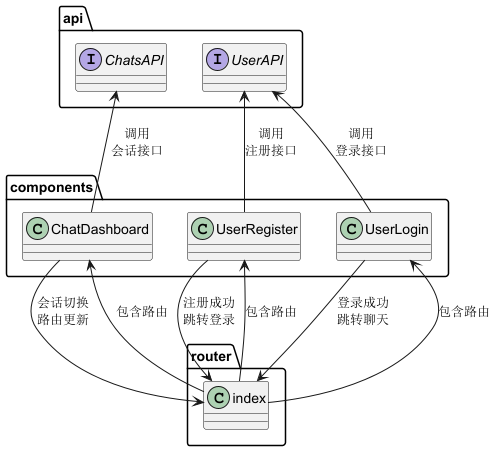 api
I ChatsAPI
I UserAPI
调用
会话接口
调用
注册接口
调用
登录接口
components
C ChatDashboard
C UserRegister
C UserLogin
会话切换
路由更新
包含路由
注册成功
跳转登录
包含路由
登录成功
跳转聊天
包含路由
router
C index